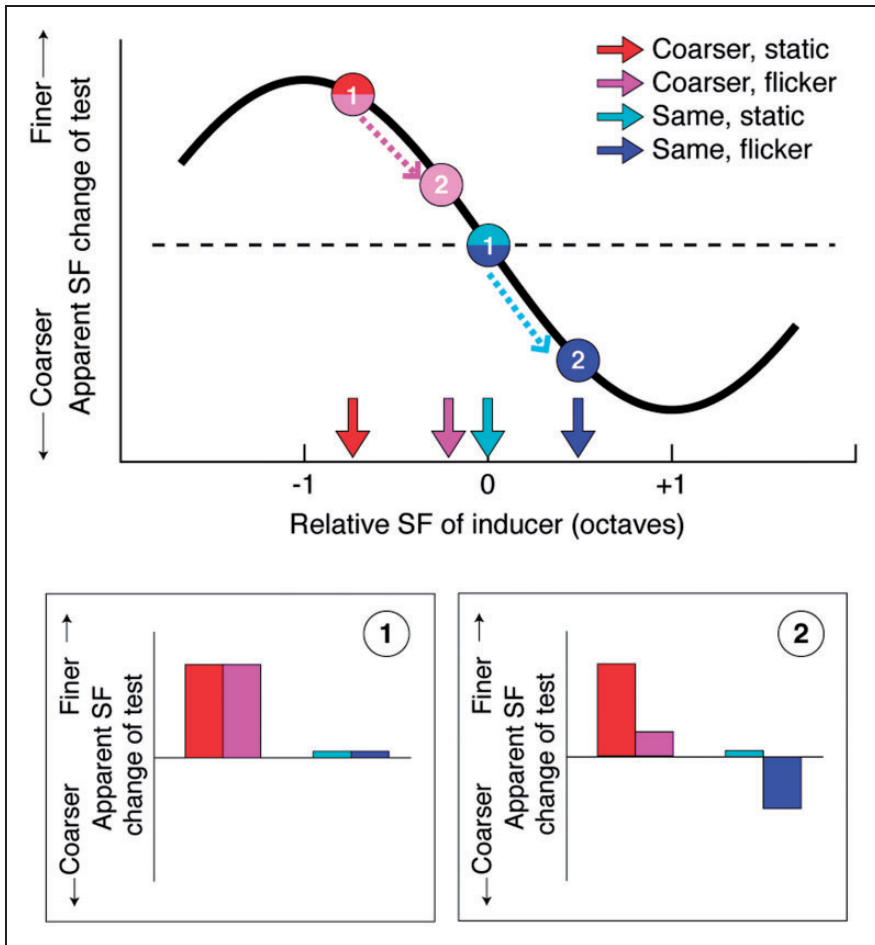 Finer →
Apparent SF change of test
← Coarser
Coarser, static
Coarser, flicker
Same, static
Same, flicker
1
2
1
2
-1
0
+1
Relative SF of inducer (octaves)
1
Finer →
Apparent SF
change of test
← Coarser
2
Finer →
Apparent SF
change of test
← Coarser